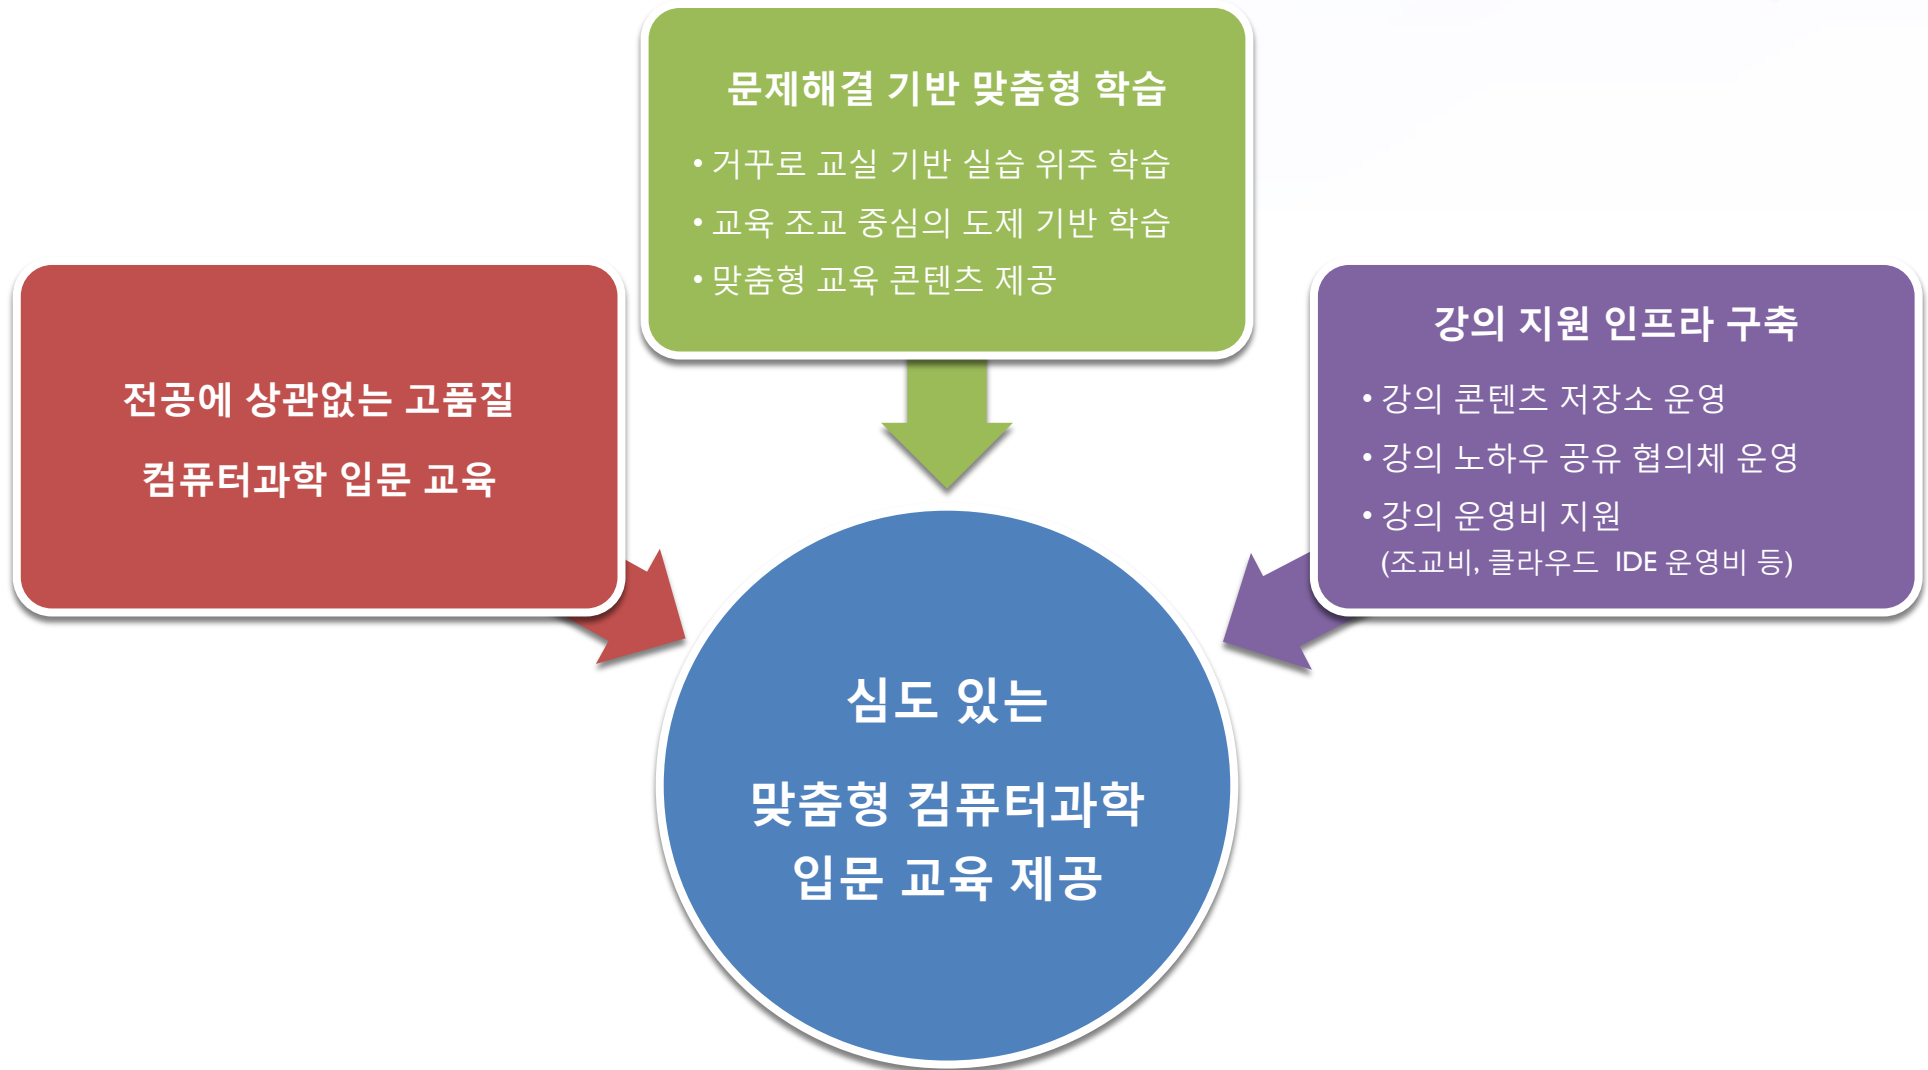 문제해결 기반 맞춤형 학습
• 거꾸로 교실 기반 실습 위주 학습
• 교육 조교 중심의 도제 기반 학습
• 맞춤형 교육 콘텐츠 제공
전공에 상관없는 고품질
컴퓨터과학 입문 교육
강의 지원 인프라 구축
• 강의 콘텐츠 저장소 운영
• 강의 노하우 공유 협의체 운영
• 강의 운영비 지원
(조교비, 클라우드 IDE 운영비 등)
심도 있는
맞춤형 컴퓨터과학
입문 교육 제공